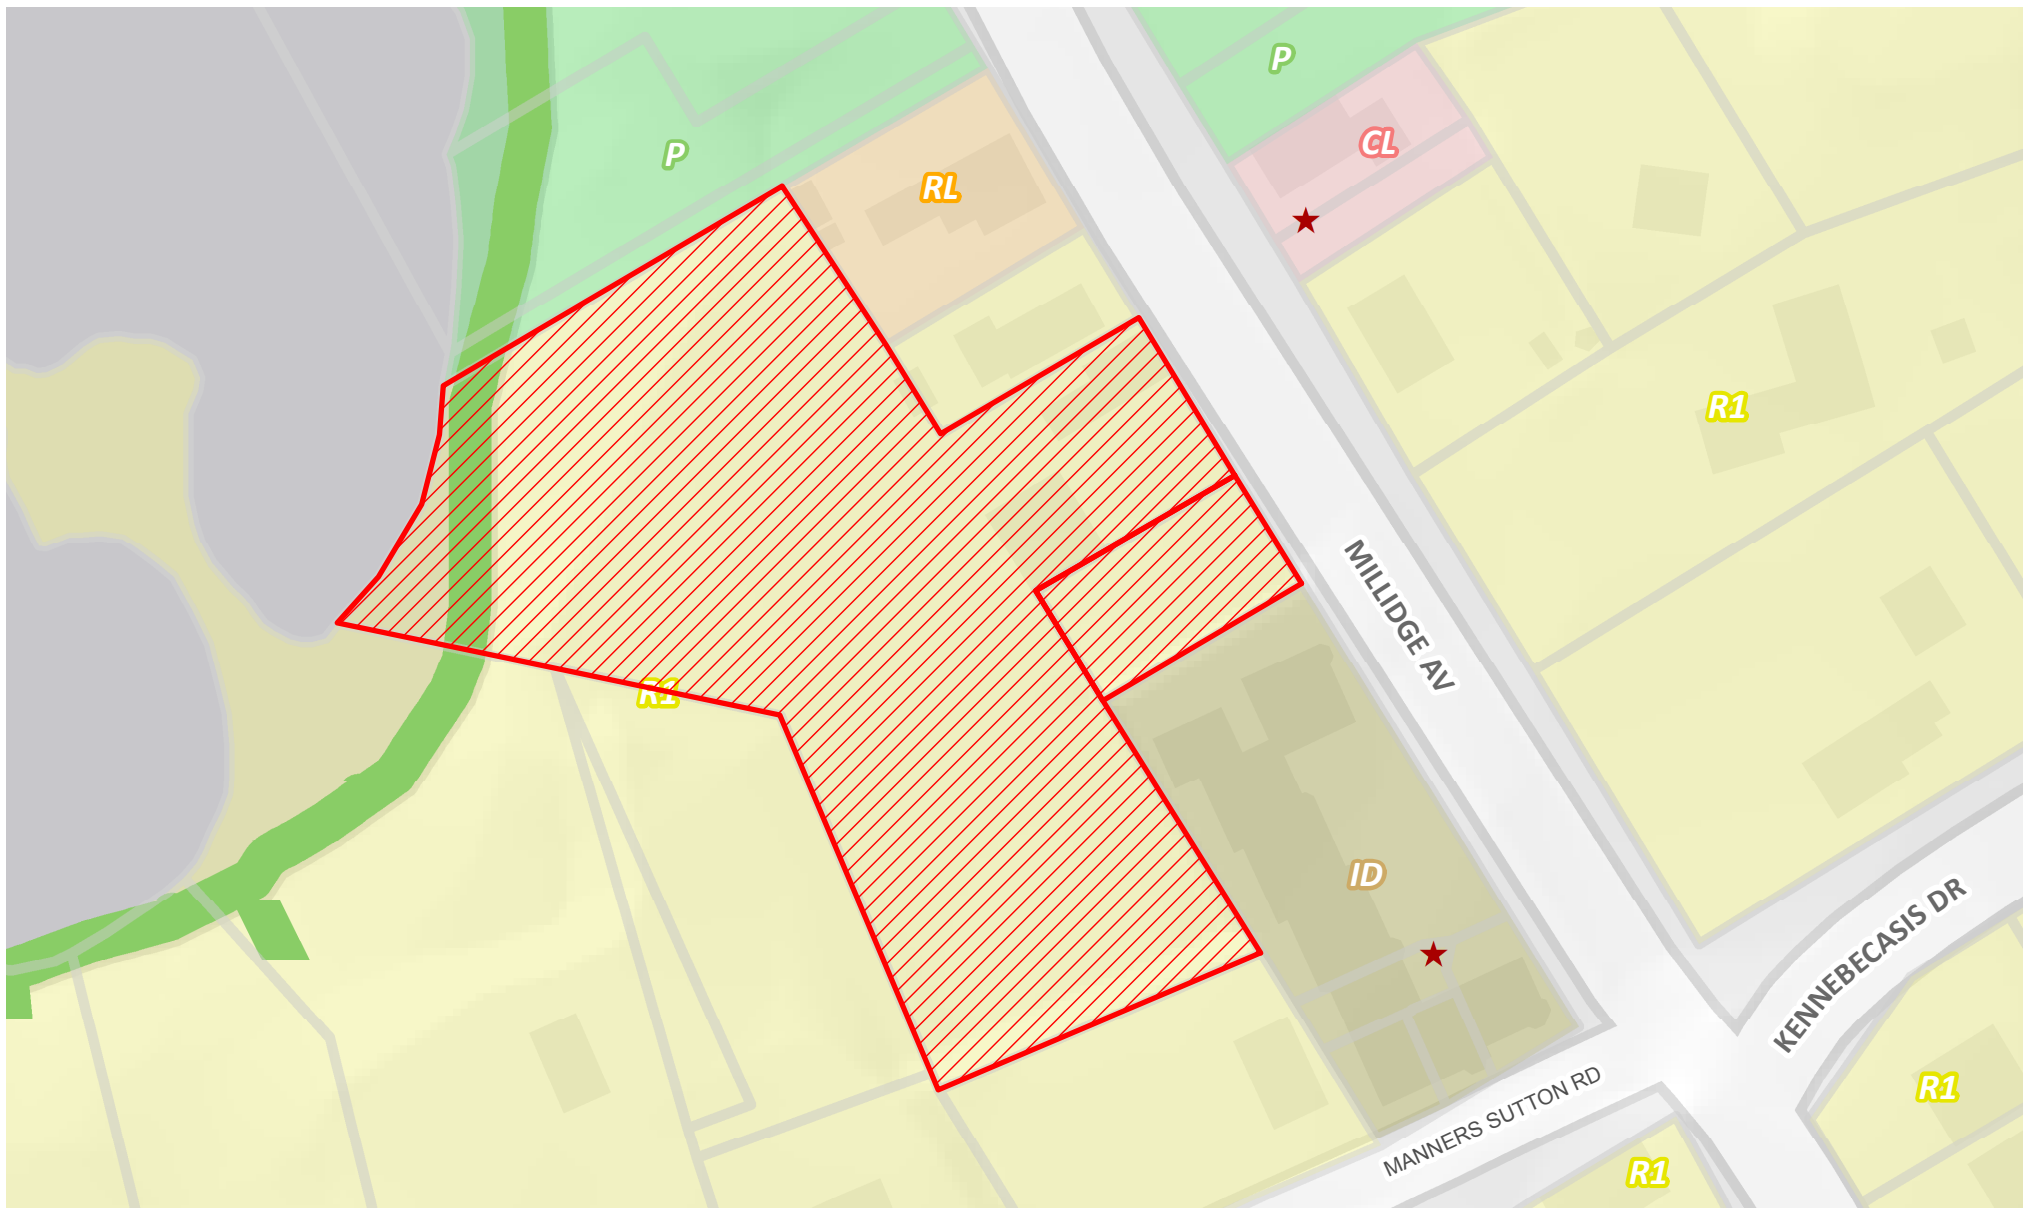 P
P
CL
RL
R1
MILLIDGE AV
R1
ID
KENNEBECASIS DR
MANNERS SUTTON RD
R1
R1